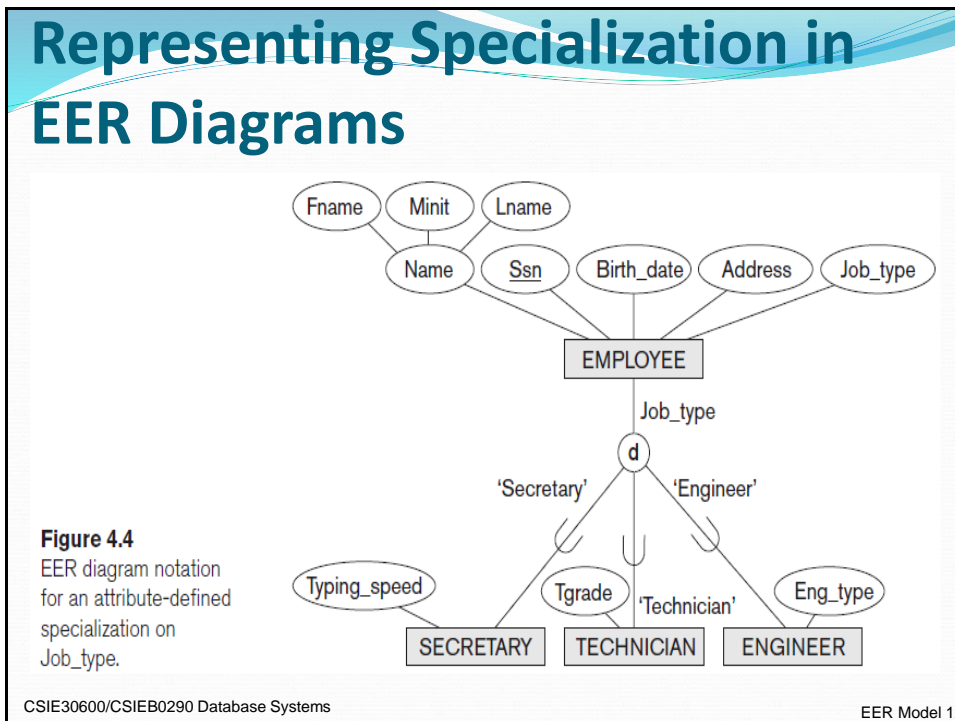 Representing Specialization in
EER Diagrams
Fname Minit Lname
Name Ssn Birth_date Address Job_type
EMPLOYEE
Job_type
d
‘Secretary’ ‘Engineer’
Figure 4.4
EER diagram notation
for an attribute-defined
specialization on
Job_type.
Typing_speed Tgrade ‘Technician’ Eng_type
SECRETARY TECHNICIAN ENGINEER
CSIE30600/CSIEB0290 Database Systems
EER Model 1